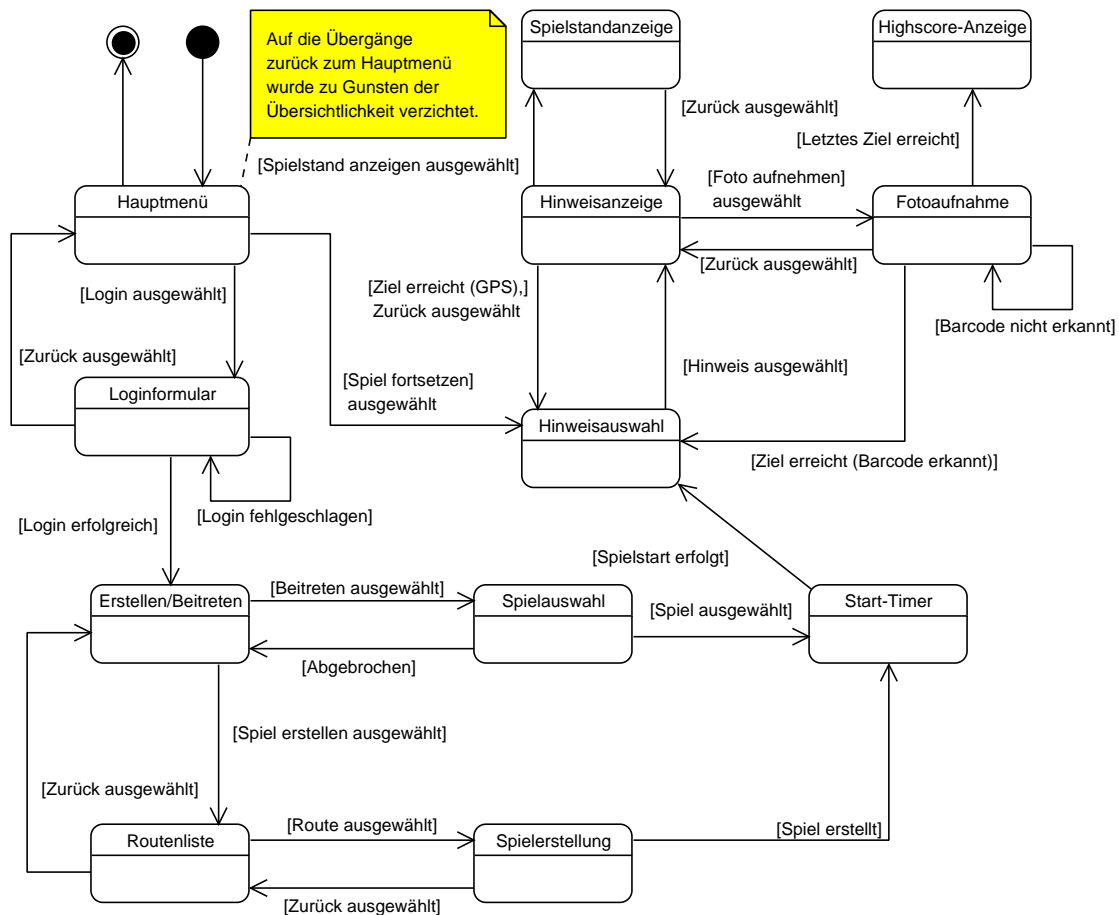 Auf die Übergänge
zurück zum Hauptmenü
wurde zu Gunsten der
Übersichtlichkeit verzichtet.
Spielstandanzeige
Highscore-Anzeige
[Zurück ausgewählt]
[Letztes Ziel erreicht]
[Spielstand anzeigen ausgewählt]
Hauptmenü
Hinweisanzeige
[Foto aufnehmen]
ausgewählt
Fotoaufnahme
[Zurück ausgewählt]
[Login ausgewählt]
[Ziel erreicht (GPS),]
Zurück ausgewählt
[Barcode nicht erkannt]
[Zurück ausgewählt]
Loginformular
[Spiel fortsetzen]
ausgewählt
[Hinweis ausgewählt]
Hinweisauswahl
[Ziel erreicht (Barcode erkannt)]
[Login erfolgreich]
[Login fehlgeschlagen]
[Spielstart erfolgt]
Erstellen/Beitreten
[Beitreten ausgewählt]
Spielauswahl
[Spiel ausgewählt]
Start-Timer
[Abgebrochen]
[Spiel erstellen ausgewählt]
[Zurück ausgewählt]
Routenliste
[Route ausgewählt]
Spielerstellung
[Spiel erstellt]
[Zurück ausgewählt]